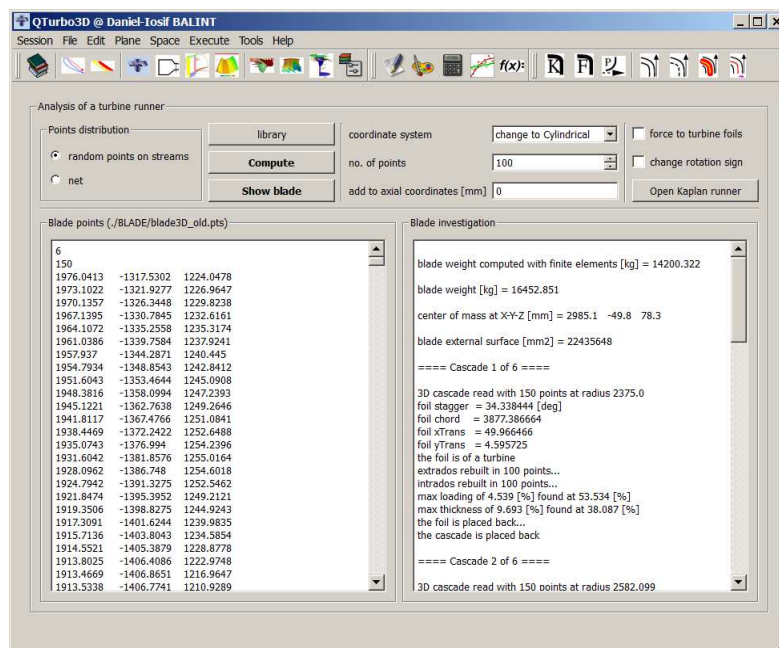 QTurbo3D @ Daniel-Iosif BALINT
Session File Edit Plane Space Execute Tools Help
f(x): K F P
Analysis of a turbine runner
Points distribution
random points on streams
net
library
Compute
Show blade
coordinate system change to Cylindrical
no. of points 100
add to axial coordinates [mm] 0
force to turbine foils
change rotation sign
Open Kaplan runner
Blade points (./BLADE/blade3D_old.pts)
6
150
1976.0413 -1317.5302 1224.0478
1973.1022 -1321.9277 1226.9647
1970.1357 -1326.3448 1229.8238
1967.1395 -1330.7845 1232.6161
1964.1072 -1335.2558 1235.3174
1961.0386 -1339.7584 1237.9241
1957.937 -1344.2871 1240.445
1954.7934 -1348.8543 1242.8412
1951.6043 -1353.4644 1245.0908
1948.3816 -1358.0994 1247.2393
1945.1221 -1362.7638 1249.2646
1941.8117 -1367.4766 1251.0841
1938.4469 -1372.2422 1252.6488
1935.0743 -1376.994 1254.2396
1931.6042 -1381.8576 1255.0164
1928.0962 -1386.748 1254.6018
1924.7942 -1391.3275 1252.5462
1921.8474 -1395.3952 1249.2121
1919.3506 -1398.8275 1244.9243
1917.3091 -1401.6244 1239.9835
1915.7136 -1403.8043 1234.5854
1914.5521 -1405.3879 1228.8778
1913.8025 -1406.4086 1222.9748
1913.4669 -1406.8651 1216.9647
1913.5338 -1406.7741 1210.9289
Blade investigation
blade weight computed with finite elements [kg] = 14200.322
blade weight [kg] = 16452.851
center of mass at X-Y-Z [mm] = 2985.1 -49.8 78.3
blade external surface [mm2] = 22435648
==== Cascade 1 of 6 ====
3D cascade read with 150 points at radius 2375.0
foil stagger = 34.338444 [deg]
foil chord = 3877.386664
foil xTrans = 49.966466
foil yTrans = 4.595725
the foil is of a turbine
extrados rebuilt in 100 points...
intrados rebuilt in 100 points...
max loading of 4.539 [%] found at 53.534 [%]
max thickness of 9.693 [%] found at 38.087 [%]
the foil is placed back...
the cascade is placed back
==== Cascade 2 of 6 ====
3D cascade read with 150 points at radius 2582.099